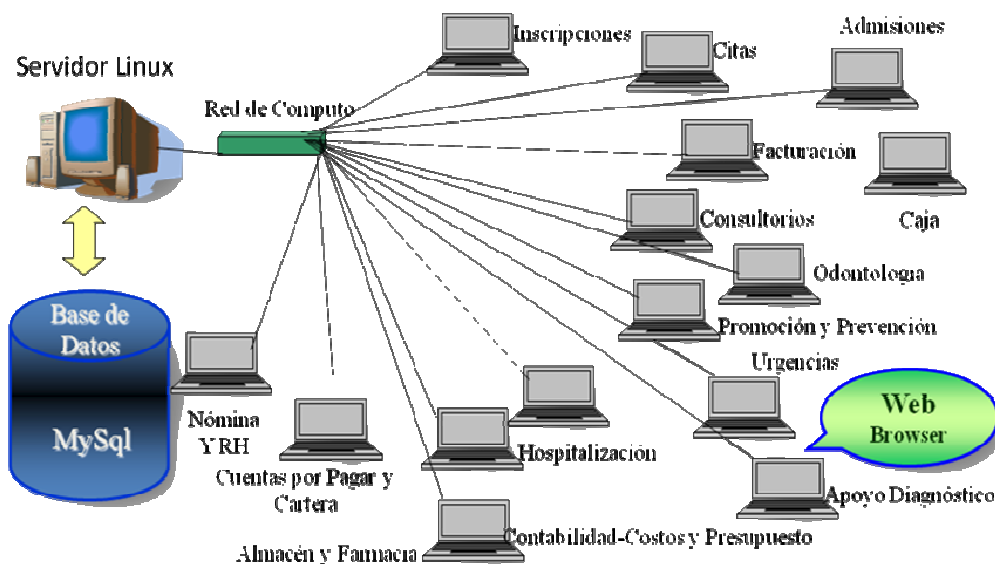 Inscripciones
Citas
Admisiones
Servidor Linux
Red de Computo
Facturación
Caja
Consultorios
Odontologia
Base de
Datos
MySql
Promoción y Prevención
Urgencias
Web
Browser
Nómina
Y RH
Hospitalización
Cuentas por Pagar y
Cartera
Apoyo Diagnóstico
Contabilidad-Costos y Presupuesto
Almacén y Farmacia